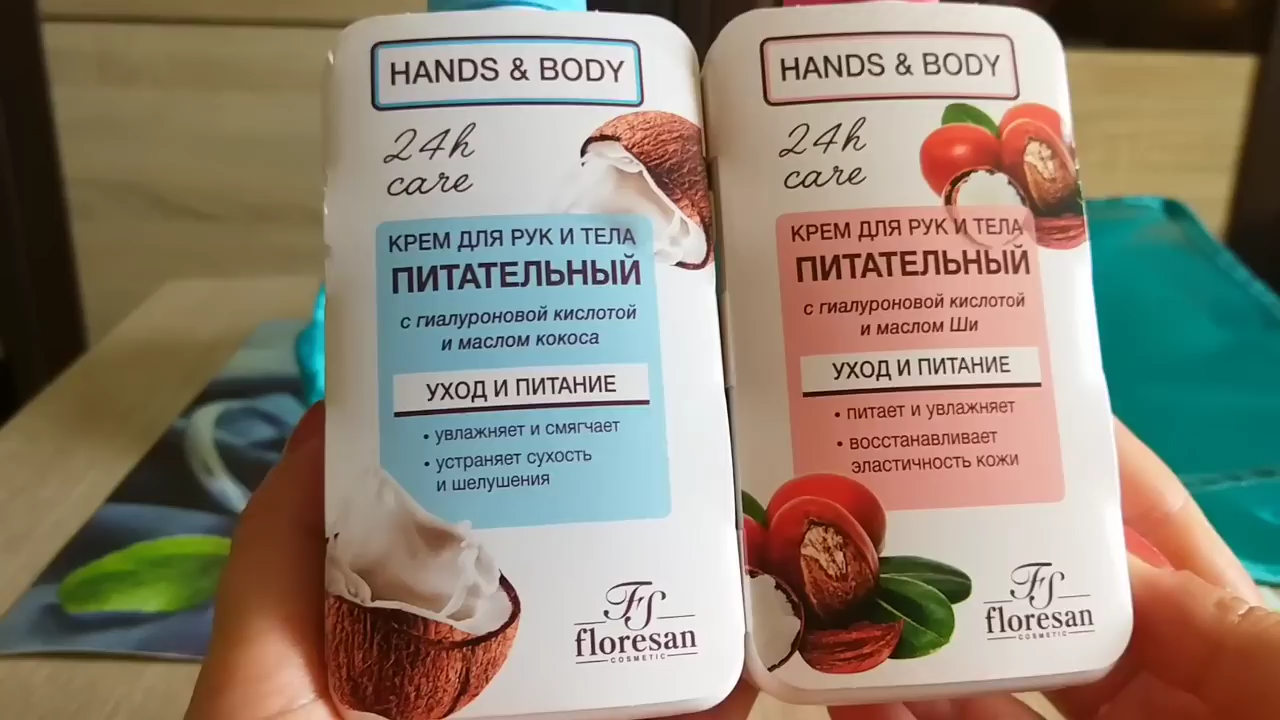 HANDS & BODY
24h
care
КРЕМ ДЛЯ РУК И ТЕЛА
ПИТАТЕЛЬНЫЙ
с гиалуроновой кислотой
и маслом кокоса
УХОД И ПИТАНИЕ
• увлажняет и смягчает
• устраняет сухость
и шелушения
FS
floresan
COSMETIC
HANDS & BODY
24h
care
КРЕМ ДЛЯ РУК И ТЕЛА
ПИТАТЕЛЬНЫЙ
с гиалуроновой кислотой
и маслом Ши
УХОД И ПИТАНИЕ
• питает и увлажняет
• восстанавливает
эластичность кожи
FS
floresan
COSMETIC